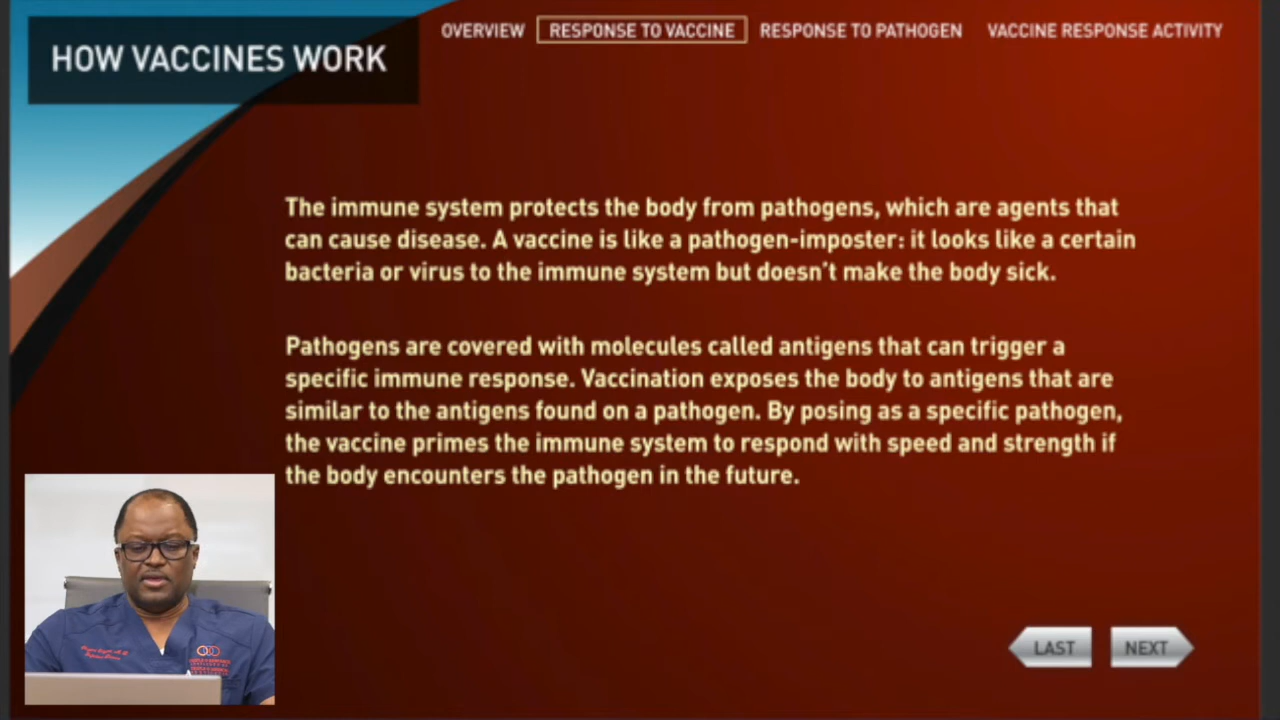 HOW VACCINES WORK
OVERVIEW
RESPONSE TO VACCINE
RESPONSE TO PATHOGEN
VACCINE RESPONSE ACTIVITY
The immune system protects the body from pathogens, which are agents that
can cause disease. A vaccine is like a pathogen-imposter: it looks like a certain
bacteria or virus to the immune system but doesn't make the body sick.
Pathogens are covered with molecules called antigens that can trigger a
specific immune response. Vaccination exposes the body to antigens that are
similar to the antigens found on a pathogen. By posing as a specific pathogen,
the vaccine primes the immune system to respond with speed and strength if
the body encounters the pathogen in the future.
LAST
NEXT